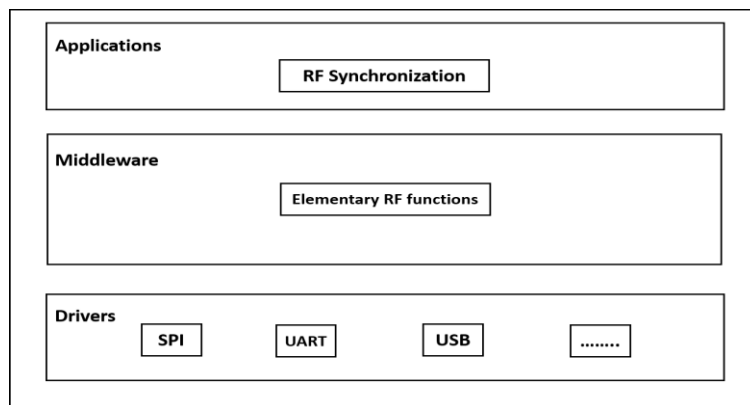 Applications
RF Synchronization
Middleware
Elementary RF functions
Drivers
SPI
UART
USB
........